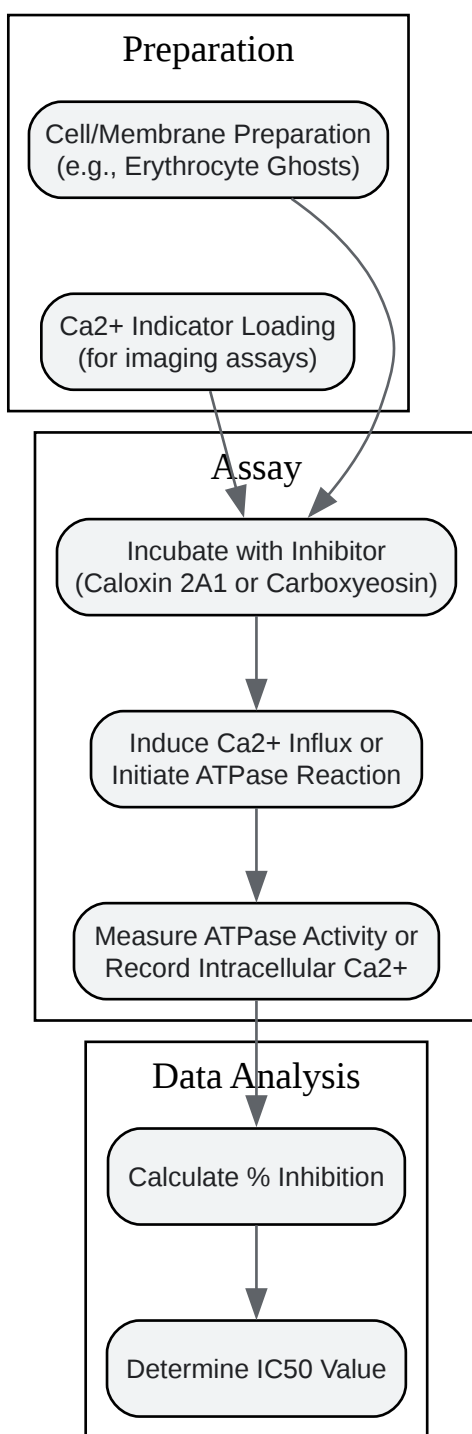 Preparation
Cell/Membrane Preparation
(e.g., Erythrocyte Ghosts)
Ca2+ Indicator Loading
(for imaging assays)
Assay
Incubate with Inhibitor
(Caloxin 2A1 or Carboxyeosin)
Induce Ca2+ Influx or
Initiate ATPase Reaction
Measure ATPase Activity or
Record Intracellular Ca2+
Data Analysis
Calculate % Inhibition
Determine IC50 Value